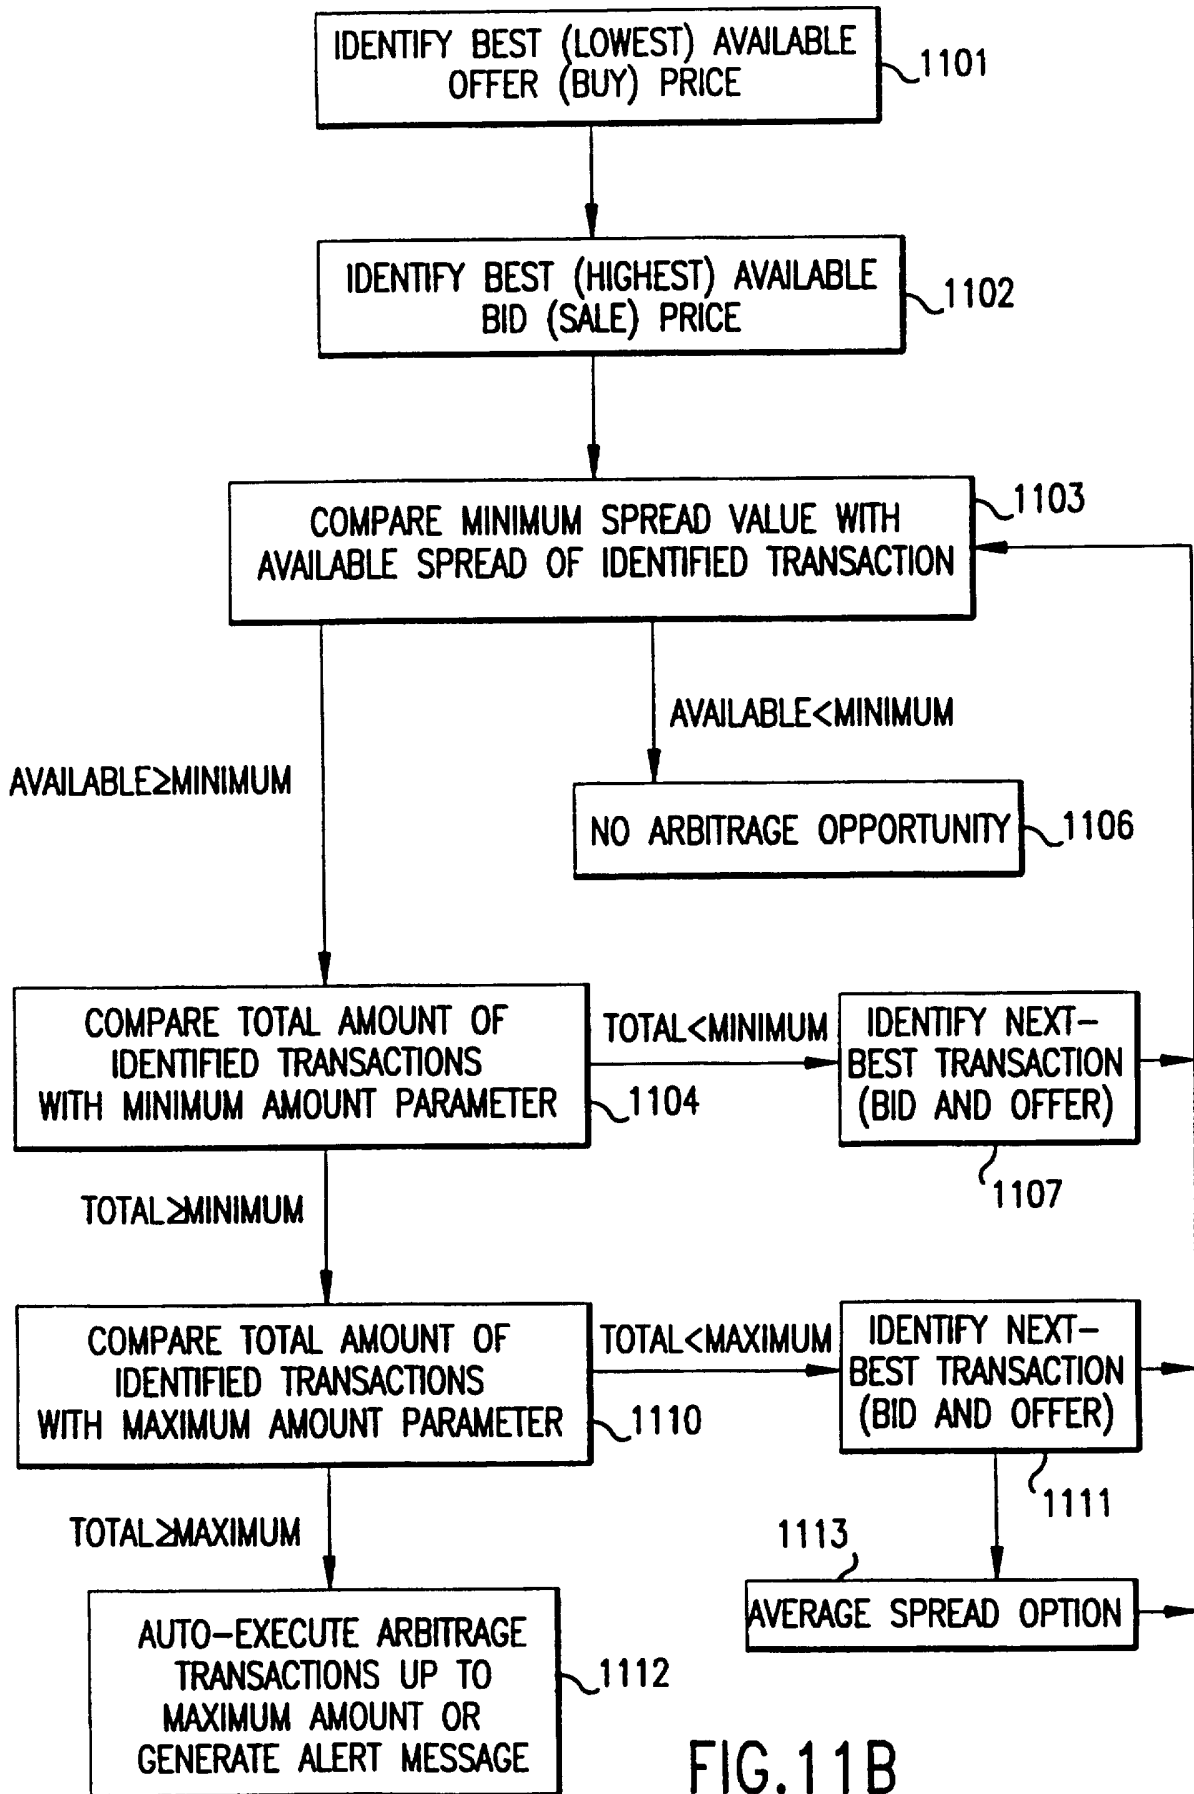 IDENTIFY BEST (LOWEST) AVAILABLE
OFFER (BUY) PRICE
1101
IDENTIFY BEST (HIGHEST) AVAILABLE
BID (SALE) PRICE
1102
COMPARE MINIMUM SPREAD VALUE WITH
AVAILABLE SPREAD OF IDENTIFIED TRANSACTION
1103
AVAILABLE<MINIMUM
AVAILABLE≥MINIMUM
NO ARBITRAGE OPPORTUNITY
1106
COMPARE TOTAL AMOUNT OF
IDENTIFIED TRANSACTIONS
WITH MINIMUM AMOUNT PARAMETER
1104
TOTAL<MINIMUM
IDENTIFY NEXT-
BEST TRANSACTION
(BID AND OFFER)
1107
TOTAL≥MINIMUM
COMPARE TOTAL AMOUNT OF
IDENTIFIED TRANSACTIONS
WITH MAXIMUM AMOUNT PARAMETER
1110
TOTAL<MAXIMUM
IDENTIFY NEXT-
BEST TRANSACTION
(BID AND OFFER)
1111
TOTAL≥MAXIMUM
1113
AVERAGE SPREAD OPTION
AUTO-EXECUTE ARBITRAGE
TRANSACTIONS UP TO
MAXIMUM AMOUNT OR
GENERATE ALERT MESSAGE
1112
FIG.11B